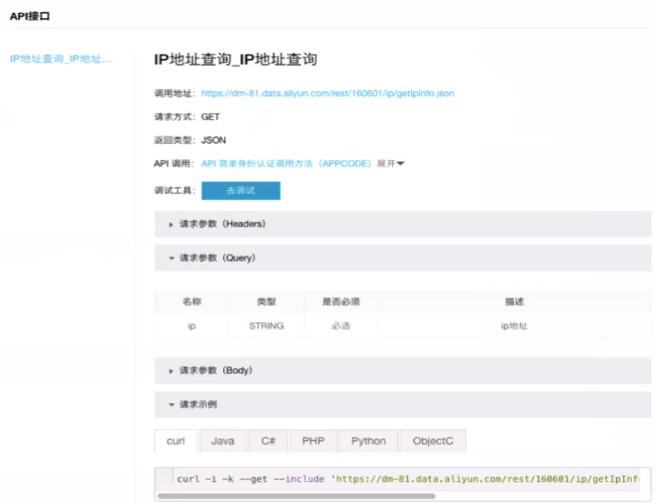 API接口
IP地址查询_IP地址...
IP地址查询_IP地址查询
调用地址: https://dm-81.data.aliyun.com/rest/160601/ip/getIpInfo.json
请求方式: GET
返回类型: JSON
API 调用: API 简单身份认证调用方法（APPCODE） 展开
调试工具: 去调试
请求参数（Headers）
请求参数（Query）
名称 类型 是否必须 描述
ip STRING 必选 ip地址
请求参数（Body）
请求示例
curl Java C# PHP Python ObjectC
curl -i -k --get --include 'https://dm-81.data.aliyun.com/rest/160601/ip/getIpInf